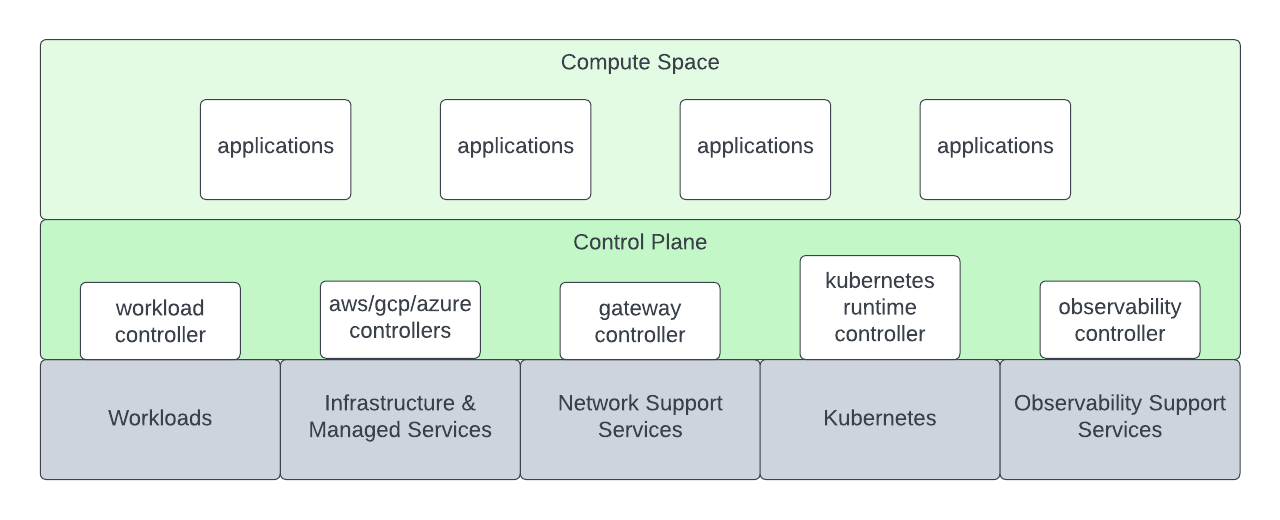 Compute Space
applications
applications
applications
applications
Control Plane
workload
controller
aws/gcp/azure
controllers
gateway
controller
kubernetes
runtime
controller
observability
controller
Workloads
Infrastructure &
Managed Services
Network Support
Services
Kubernetes
Observability Support
Services